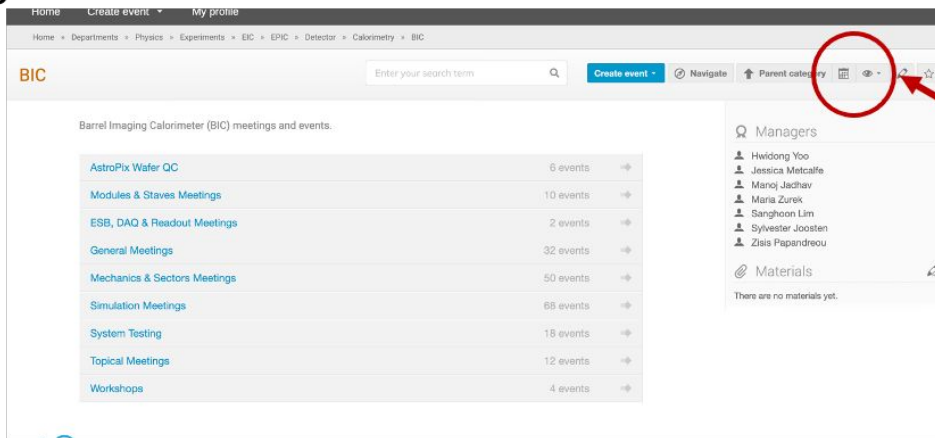 Home Create event My profile
Home » Departments » Physics » Experiments » EIC » EPIC » Detector » Calorimetry » BIC
BIC
Enter your search term
Create event
Navigate
Parent category
Barrel Imaging Calorimeter (BIC) meetings and events.
AstroPix Wafer QC 6 events
Modules & Staves Meetings 10 events
ESB, DAQ & Readout Meetings 2 events
General Meetings 32 events
Mechanics & Sectors Meetings 50 events
Simulation Meetings 68 events
System Testing 18 events
Topical Meetings 12 events
Workshops 4 events
Managers
Hwidong Yoo
Jessica Metcalfe
Manoj Jadhav
Maria Zurek
Sanghoon Lim
Sylvester Joosten
Zisis Papandreou
Materials
There are no materials yet.